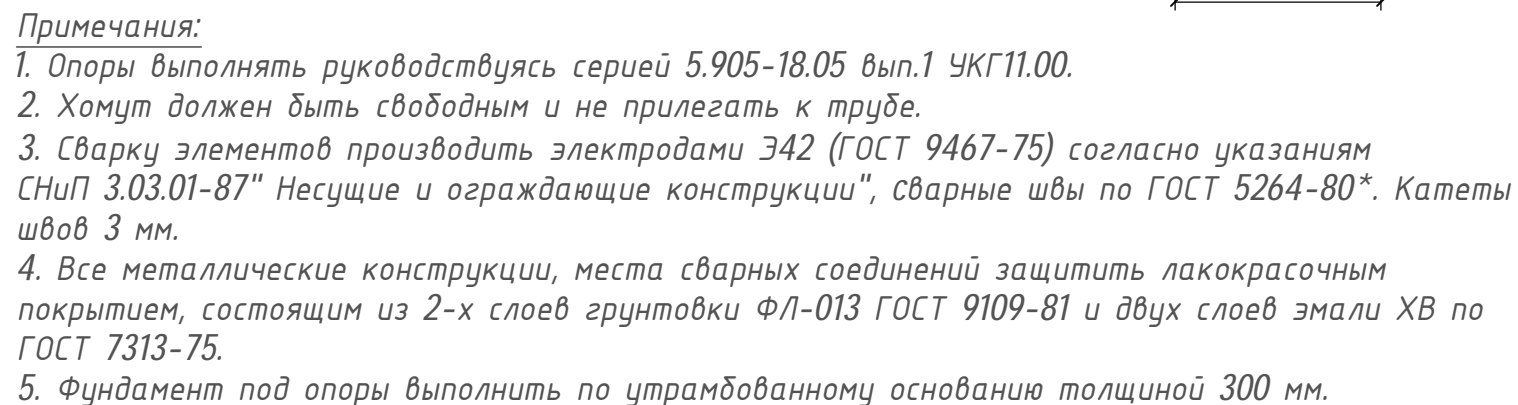 Примечания:
1. Опоры выполнять руководствуясь серией 5.905-18.05 вып.1 УКГ11.00.
2. Хомут должен быть свободным и не прилегать к трубе.
3. Сварку элементов производить электродами Э42 (ГОСТ 9467-75) согласно указаниям
СНиП 3.03.01-87" Несущие и ограждающие конструкции", сварные швы по ГОСТ 5264-80*. Катеты
швов 3 мм.
4. Все металлические конструкции, места сварных соединений защитить лакокрасочным
покрытием, состоящим из 2-х слоев грунтовки ФЛ-013 ГОСТ 9109-81 и двух слоев эмали ХВ по
ГОСТ 7313-75.
5. Фундамент под опоры выполнить по утрамбованному основанию толщиной 300 мм.